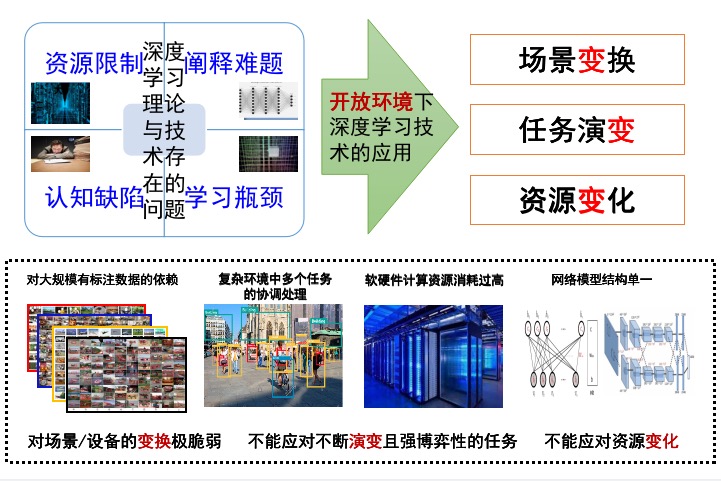 资源限制
阐释难题
深度
学习
理论
与技
术存
在的
问题
认知缺陷
学习瓶颈
开放环境下
深度学习技
术的应用
场景变换
任务演变
资源变化
对大规模有标注数据的依赖
复杂环境中多个任务
的协调处理
软硬件计算资源消耗过高
网络模型结构单一
对场景/设备的变换极脆弱
不能应对不断演变且强博弈性的任务
不能应对资源变化